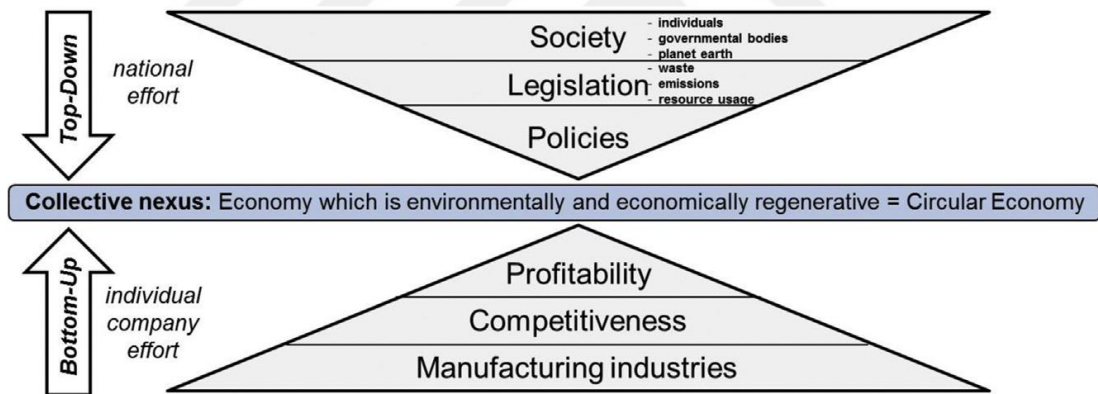 Top-Down
national
effort
Society
- individuals
- governmental bodies
- planet earth
Legislation
- waste
- emissions
- resource usage
Policies
Collective nexus: Economy which is environmentally and economically regenerative = Circular Economy
Bottom-Up
individual
company
effort
Profitability
Competitiveness
Manufacturing industries